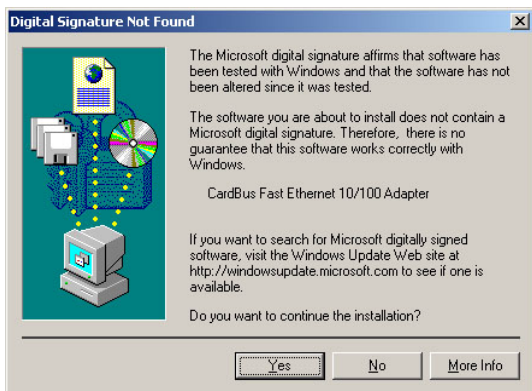 Digital Signature Not Found
The Microsoft digital signature affirms that software has
been tested with Windows and that the software has not
been altered since it was tested.
The software you are about to install does not contain a
Microsoft digital signature. Therefore, there is no
guarantee that this software works correctly with
Windows.
CardBus Fast Ethernet 10/100 Adapter
If you want to search for Microsoft digitally signed
software, visit the Windows Update Web site at
http://windowsupdate.microsoft.com to see if one is
available.
Do you want to continue the installation?
Yes No More Info